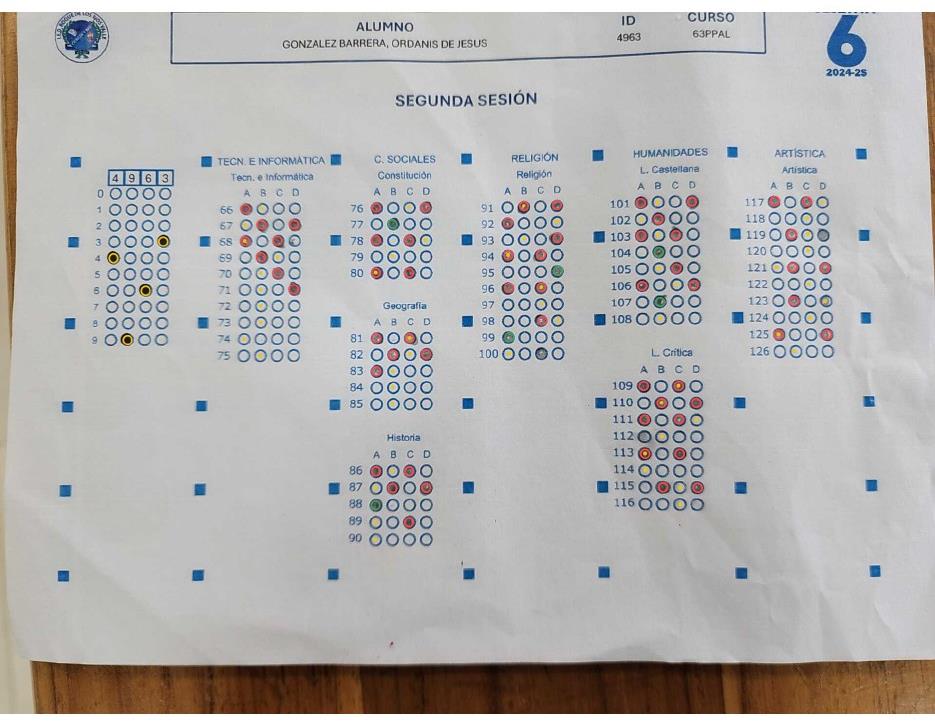 ALUMNO
GONZALEZ BARRERA, ORDANIS DE JESUS
ID
4963
CURSO
63PPAL
6
2024-25
SEGUNDA SESIÓN
4 9 6 3
0
1
2
3
4
5
6
7
8
9
TECN. E INFORMÁTICA
Tecn. e Informática
A B C D
66
67
68
69
70
71
72
73
74
75
C. SOCIALES
Constitución
A B C D
76
77
78
79
80
Geografía
A B C D
81
82
83
84
85
Historia
A B C D
86
87
88
89
90
RELIGIÓN
Religión
A B C D
91
92
93
94
95
96
97
98
99
100
HUMANIDADES
L. Castellana
A B C D
101
102
103
104
105
106
107
108
L. Crítica
A B C D
109
110
111
112
113
114
115
116
ARTÍSTICA
Artística
A B C D
117
118
119
120
121
122
123
124
125
126